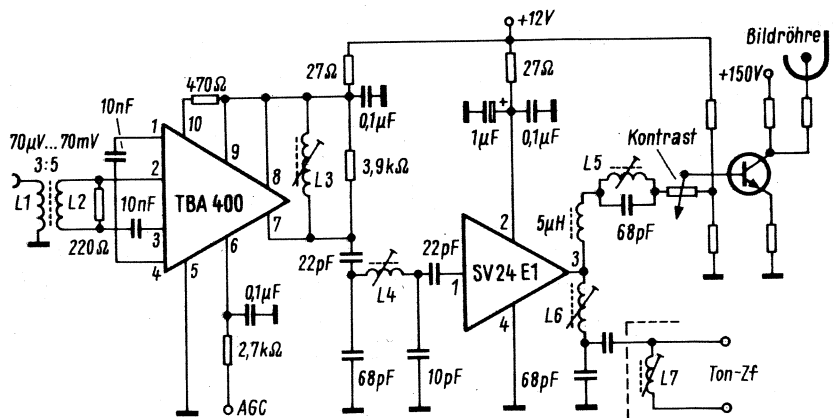 +12V
Bildröhre
27Ω
27Ω
+150V
470Ω
10nF
0,1µF
1µF
+
0,1µF
Kontrast
70µV...70mV
3:5
1
10
9
2
8
L3
3,9kΩ
L5
L1
L2
10nF
TBA 400
7
2
5µH
68pF
220Ω
3
6
22pF
22pF
SV24 E1
3
4
5
L4
1
4
L6
0,1µF
2,7kΩ
68pF
10pF
68pF
L7
Ton-Zf
AGC